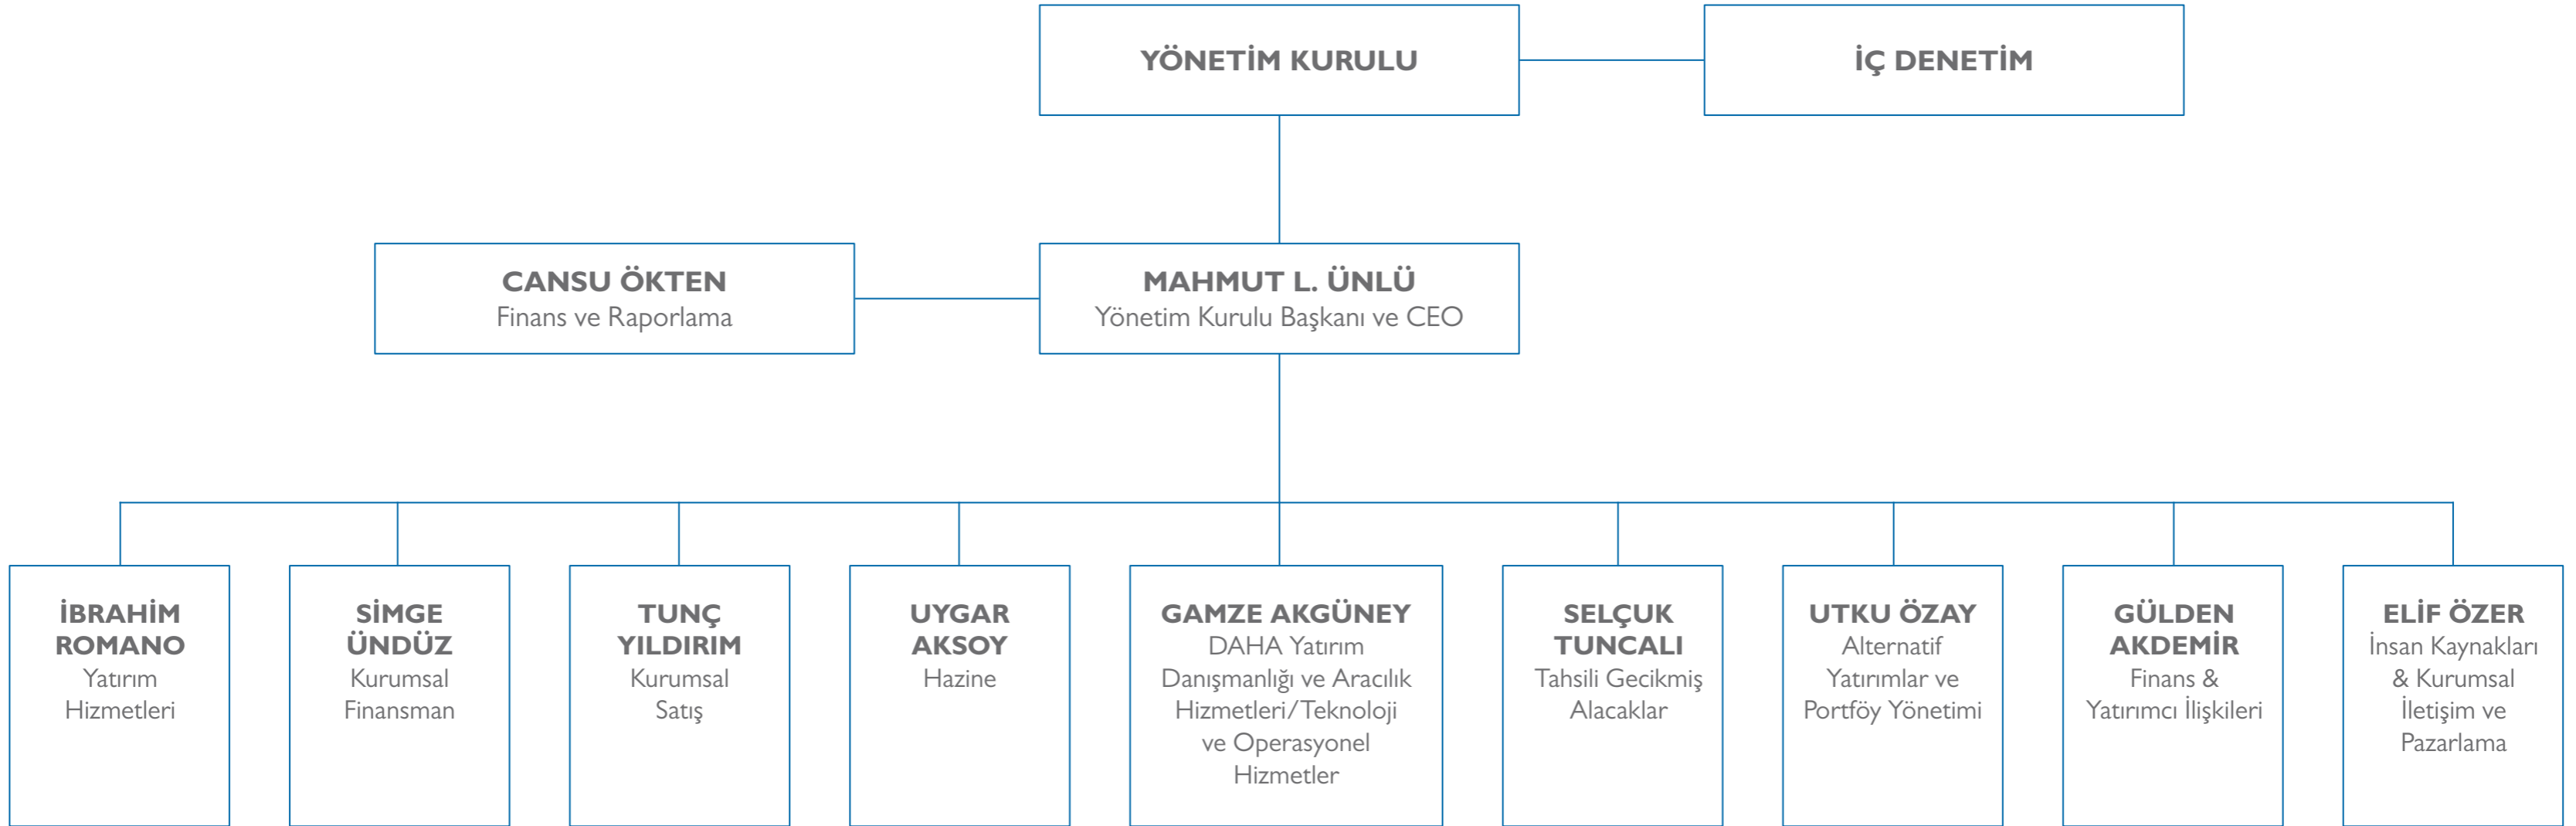 YÖNETİM KURULU
İÇ DENETİM
CANSU ÖKTEN
Finans ve Raporlama
MAHMUT L. ÜNLÜ
Yönetim Kurulu Başkanı ve CEO
İBRAHİM
ROMANO
Yatırım
Hizmetleri
SİMGE
ÜNDÜZ
Kurumsal
Finansman
TUNÇ
YILDIRIM
Kurumsal
Satış
UYGAR
AKSOY
Hazine
GAMZE AKGÜNEY
DAHA Yatırım
Danışmanlığı ve Aracılık
Hizmetleri/Teknoloji
ve Operasyonel
Hizmetler
SELÇUK
TUNCALI
Tahsili Gecikmiş
Alacaklar
UTKU ÖZAY
Alternatif
Yatırımlar ve
Portföy Yönetimi
GÜLDEN
AKDEMİR
Finans &
Yatırımcı İlişkileri
ELİF ÖZER
İnsan Kaynakları
& Kurumsal
İletişim ve
Pazarlama